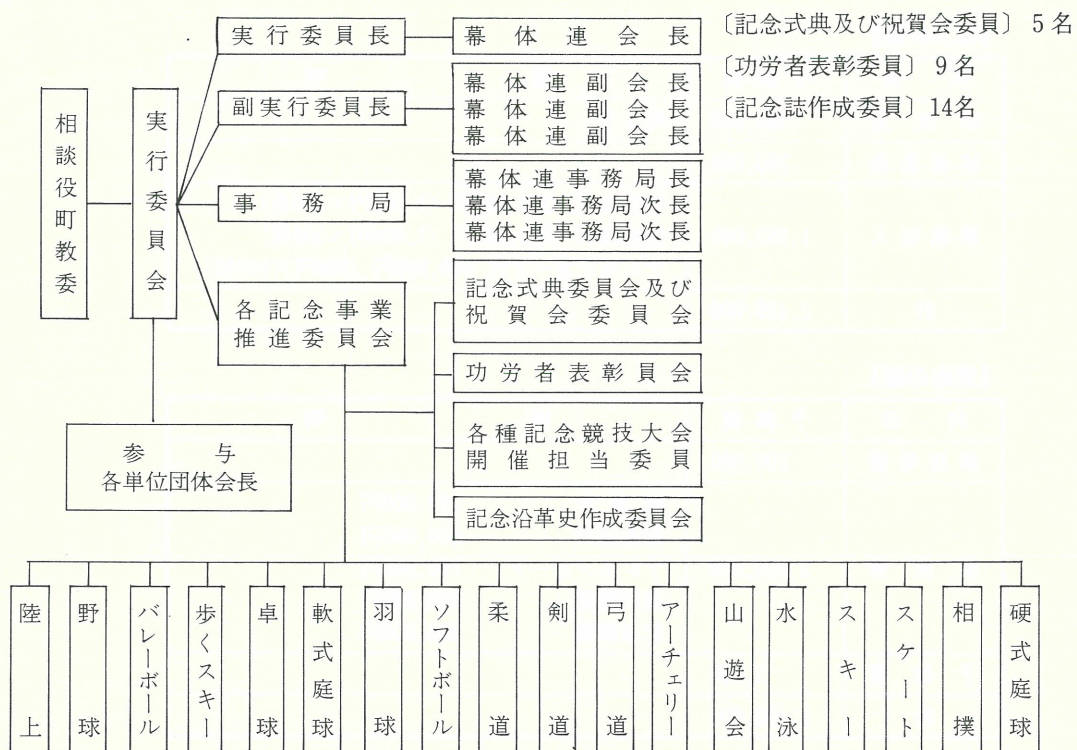 実行委員長
幕体連会長
〔記念式典及び祝賀会委員〕 5名
〔功労者表彰委員〕 9名
〔記念誌作成委員〕 14名
副実行委員長
幕体連副会長
幕体連副会長
幕体連副会長
相談役町教委
実行委員会
事務局
幕体連事務局長
幕体連事務局次長
幕体連事務局次長
各記念事業
推進委員会
記念式典委員会及び
祝賀会委員会
功労者表彰員会
各種記念競技大会
開催担当委員
記念沿革史作成委員会
参与
各単位団体会長
陸上
野球
バレーボール
歩くスキー
卓球
軟式庭球
羽球
ソフトボール
柔道
剣道
弓道
アーチェリー
山遊会
水泳
スキー
スケート
相撲
硬式庭球